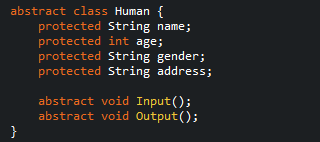 abstract class Human {
    protected String name;
    protected int age;
    protected String gender;
    protected String address;

    abstract void Input();
    abstract void Output();
}